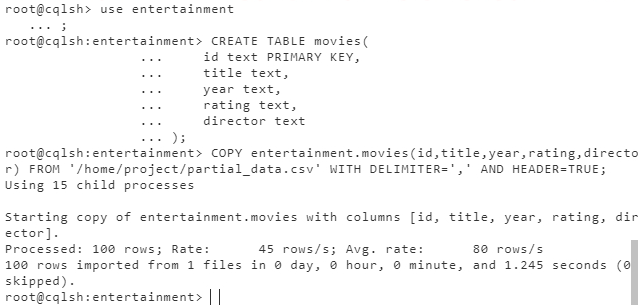 root@cqlsh> use entertainment
   ... ;
root@cqlsh:entertainment> CREATE TABLE movies(
                 ...     id text PRIMARY KEY,
                 ...     title text,
                 ...     year text,
                 ...     rating text,
                 ...     director text
                 ... );
root@cqlsh:entertainment> COPY entertainment.movies(id,title,year,rating,directo
r) FROM '/home/project/partial_data.csv' WITH DELIMITER=',' AND HEADER=TRUE;
Using 15 child processes

Starting copy of entertainment.movies with columns [id, title, year, rating, dir
ector].
Processed: 100 rows; Rate:      45 rows/s; Avg. rate:      80 rows/s
100 rows imported from 1 files in 0 day, 0 hour, 0 minute, and 1.245 seconds (0
skipped).
root@cqlsh:entertainment>